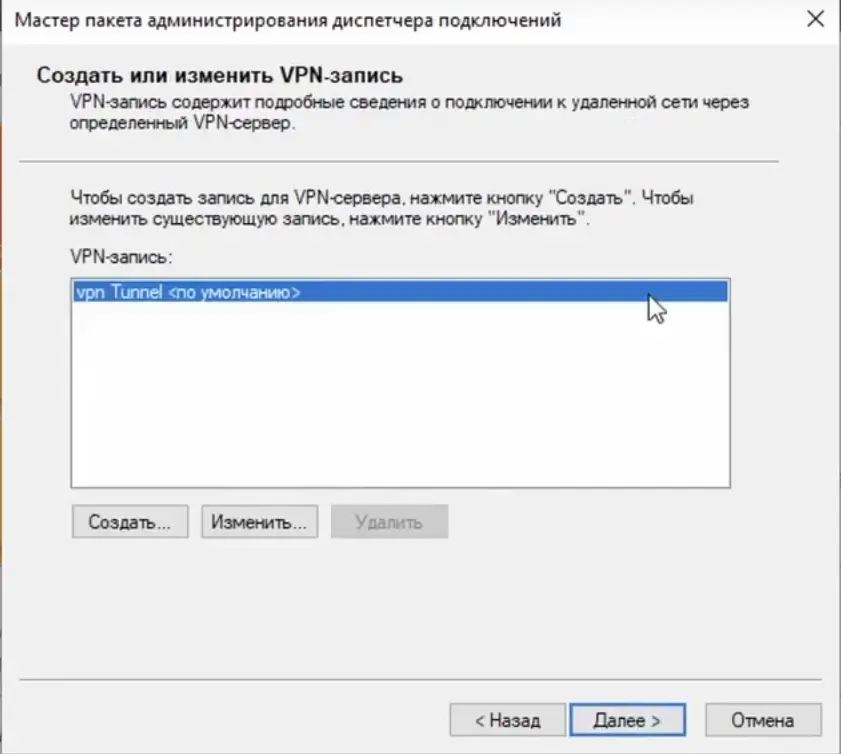 Мастер пакета администрирования диспетчера подключений
Создать или изменить VPN-запись
VPN-запись содержит подробные сведения о подключении к удаленной сети через
определенный VPN-сервер.
Чтобы создать запись для VPN-сервера, нажмите кнопку "Создать". Чтобы
изменить существующую запись, нажмите кнопку "Изменить".
VPN-запись:
vpn Tunnel <по умолчанию>
Создать... Изменить... Удалить
< Назад Далее > Отмена